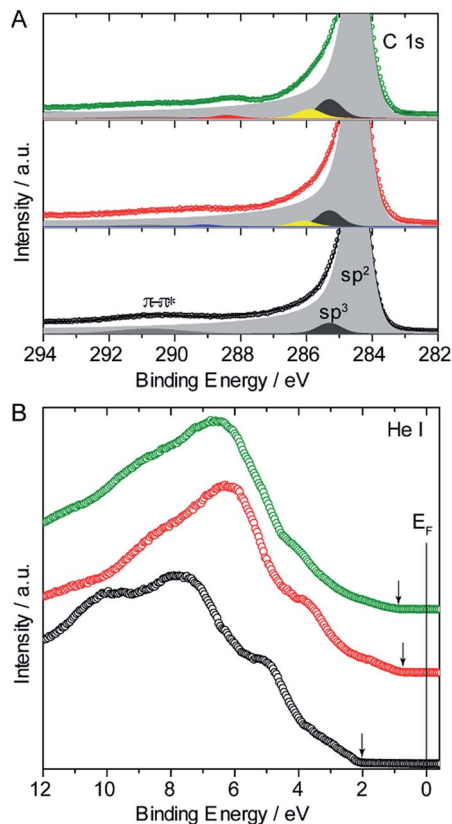 A
C 1s
Intensity / a.u.
π–π*
sp²
sp³
294 292 290 288 286 284 282
Binding Energy / eV
B
He I
E_F
Intensity / a.u.
12 10 8 6 4 2 0
Binding Energy / eV